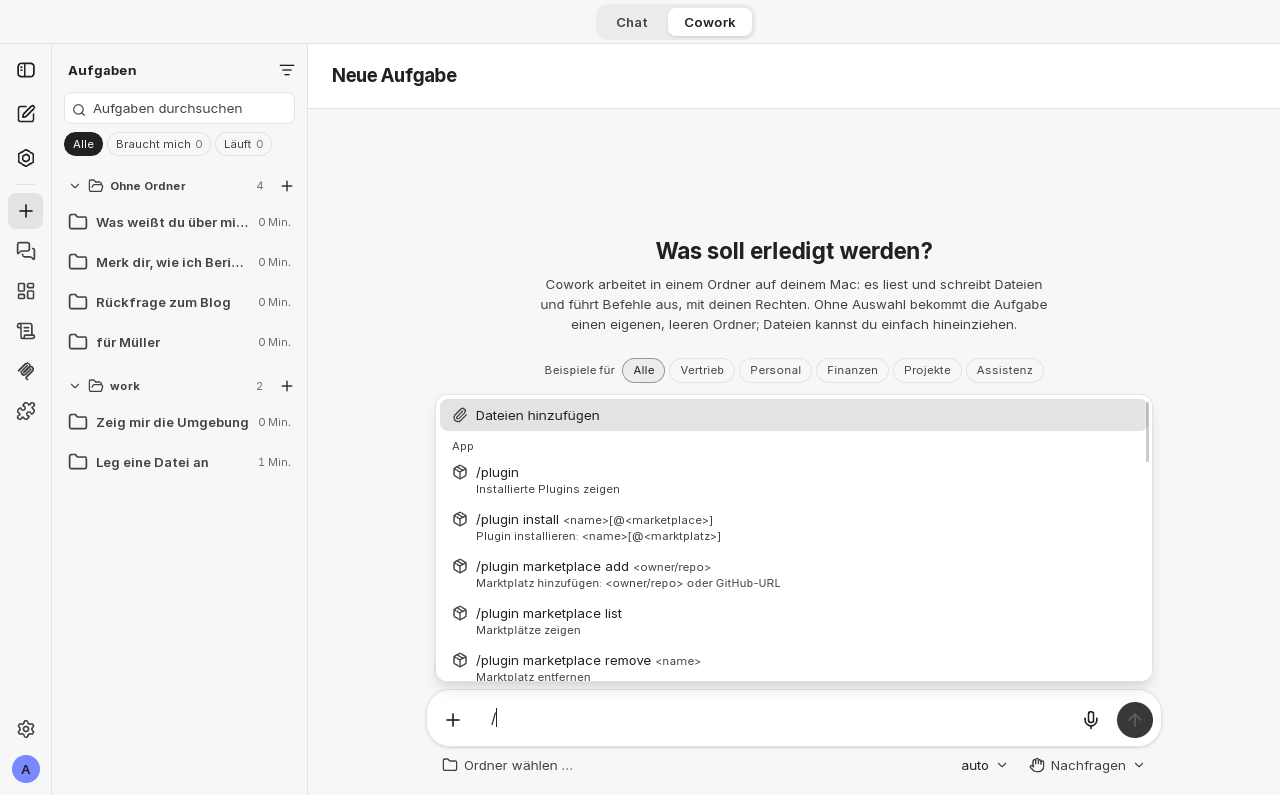 Chat
Cowork
Aufgaben
Neue Aufgabe
Aufgaben durchsuchen
Alle
Braucht mich 0
Läuft 0
Ohne Ordner 4
Was weißt du über mi… 0 Min.
Merk dir, wie ich Beri… 0 Min.
Rückfrage zum Blog 0 Min.
für Müller 0 Min.
work 2
Zeig mir die Umgebung 0 Min.
Leg eine Datei an 1 Min.
Was soll erledigt werden?
Cowork arbeitet in einem Ordner auf deinem Mac: es liest und schreibt Dateien
und führt Befehle aus, mit deinen Rechten. Ohne Auswahl bekommt die Aufgabe
einen eigenen, leeren Ordner; Dateien kannst du einfach hineinziehen.
Beispiele für Alle Vertrieb Personal Finanzen Projekte Assistenz
Dateien hinzufügen
App
/plugin
Installierte Plugins zeigen
/plugin install <name>[@<marketplace>]
Plugin installieren: <name>[@<marktplatz>]
/plugin marketplace add <owner/repo>
Marktplatz hinzufügen: <owner/repo> oder GitHub-URL
/plugin marketplace list
Marktplätze zeigen
/plugin marketplace remove <name>
Marktplatz entfernen
/
Ordner wählen …
auto
Nachfragen
A